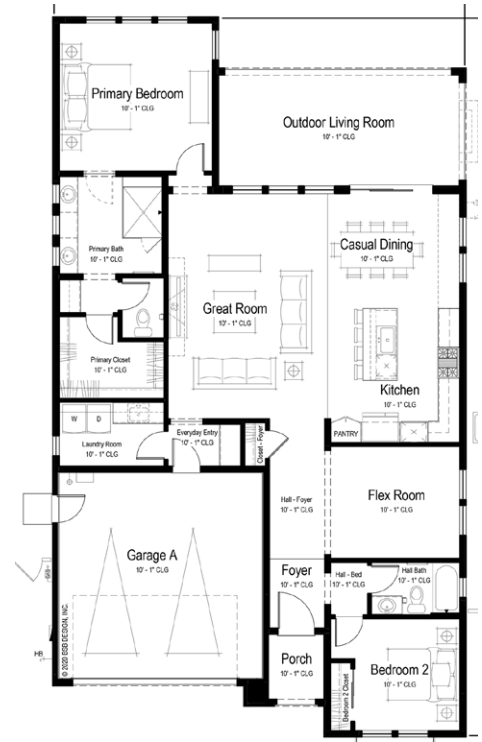 Primary Bedroom
10' - 1" CLG
Outdoor Living Room
10' - 1" CLG
Primary Bath
10' - 1" CLG
Casual Dining
10' - 1" CLG
Great Room
10' - 1" CLG
Primary Closet
10' - 1" CLG
Kitchen
10' - 1" CLG
W
D
Laundry Room
10' - 1" CLG
Everyday Entry
10' - 1" CLG
Closet - Foyer
PANTRY
Hall - Foyer
10' - 1" CLG
Flex Room
10' - 1" CLG
Garage A
10' - 1" CLG
Foyer
10' - 1" CLG
Hall - Bed
10' - 1" CLG
Hall Bath
10' - 1" CLG
HB
© 2020 BSB DESIGN, INC.
Porch
10' - 1" CLG
Bedroom 2 Closet
Bedroom 2
10' - 1" CLG